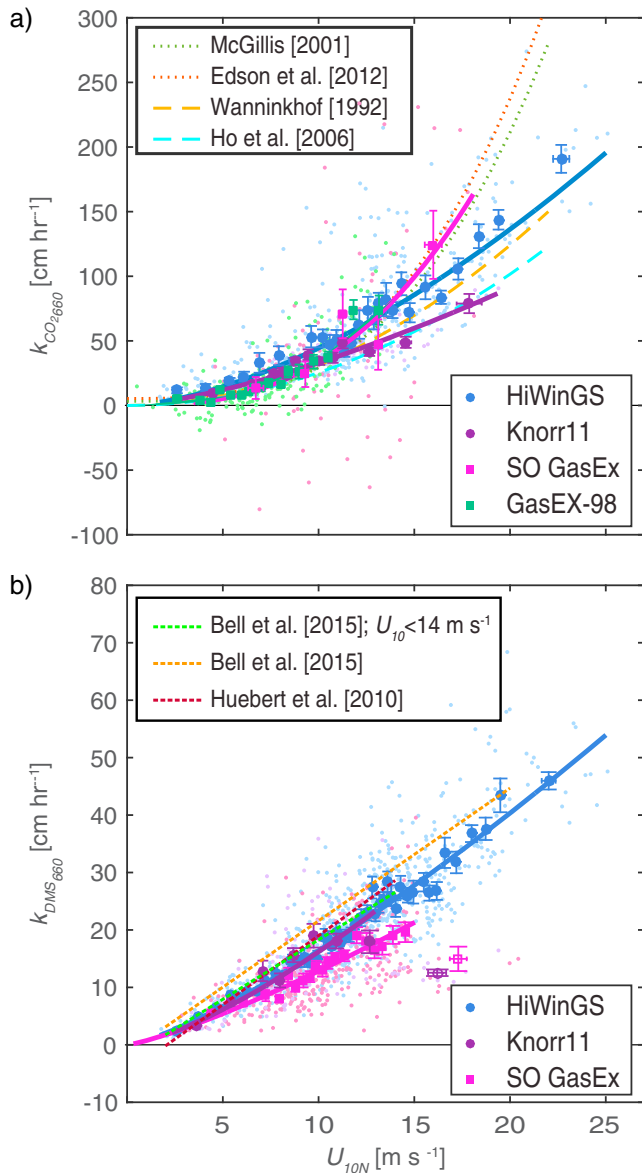 a)
300
250
200
150
100
50
0
-50
-100
k_CO₂660 [cm hr⁻¹]
McGillis [2001]
Edson et al. [2012]
Wanninkhof [1992]
Ho et al. [2006]
HiWinGS
Knorr11
SO GasEx
GasEX-98
b)
80
70
60
50
40
30
20
10
0
-10
k_DMS660 [cm hr⁻¹]
Bell et al. [2015]; U₁₀<14 m s⁻¹
Bell et al. [2015]
Huebert et al. [2010]
HiWinGS
Knorr11
SO GasEx
5 10 15 20 25
U₁₀N [m s⁻¹]